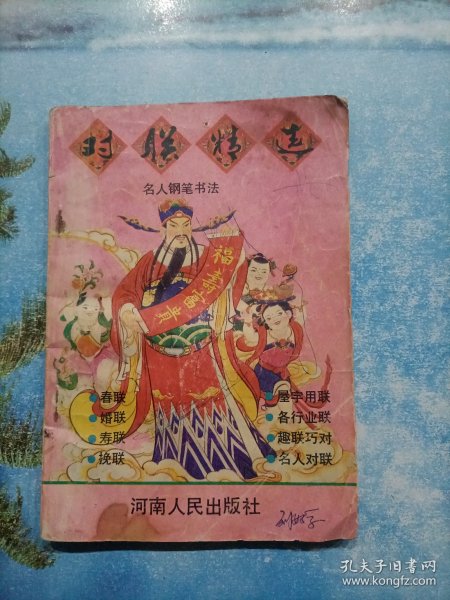 对联精选
名人钢笔书法
福寿富贵
春联
婚联
寿联
挽联
屋宇用联
各行业联
趣联巧对
名人对联
河南人民出版社
孔夫子旧书网
www.kongfz.com